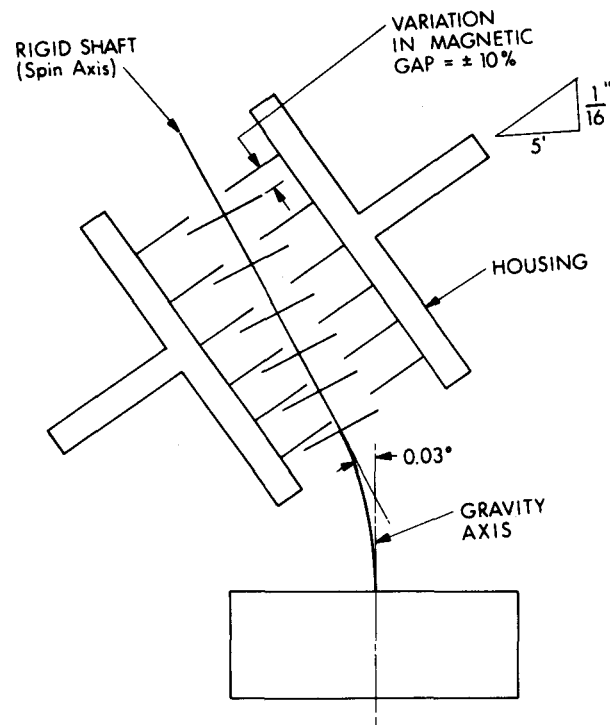 RIGID SHAFT
(Spin Axis)
VARIATION
IN MAGNETIC
GAP = ± 10%
1"
16
5'
HOUSING
0.03°
GRAVITY
AXIS